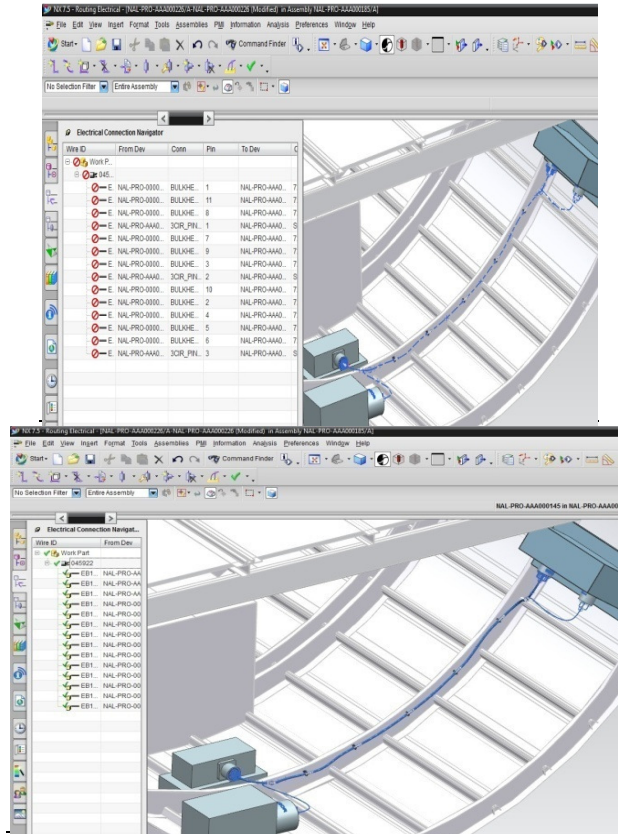 NX 7.5 - Routing Electrical - [NAL-PRO-AAA000226/A-NAL-PRO-AAA000226 (Modified) in Assembly NAL-PRO-AAA000185/A]
File Edit View Insert Format Tools Assemblies PMI Information Analysis Preferences Window Help
Start Command Finder
No Selection Filter Entire Assembly
Electrical Connection Navigator
Wire ID From Dev Conn Pin To Dev
Work P...
045...
E. NAL-PRO-0000... BULKHE... 1 NAL-PRO-AAA0...
E. NAL-PRO-0000... BULKHE... 11 NAL-PRO-AAA0...
E. NAL-PRO-0000... BULKHE... 8 NAL-PRO-AAA0...
E. NAL-PRO-AAA0... 3CIR_PIN... 1 NAL-PRO-AAA0...
E. NAL-PRO-0000... BULKHE... 7 NAL-PRO-AAA0...
E. NAL-PRO-0000... BULKHE... 9 NAL-PRO-AAA0...
E. NAL-PRO-0000... BULKHE... 3 NAL-PRO-AAA0...
E. NAL-PRO-AAA0... 3CIR_PIN... 2 NAL-PRO-AAA0...
E. NAL-PRO-0000... BULKHE... 10 NAL-PRO-AAA0...
E. NAL-PRO-0000... BULKHE... 2 NAL-PRO-AAA0...
E. NAL-PRO-0000... BULKHE... 4 NAL-PRO-AAA0...
E. NAL-PRO-0000... BULKHE... 5 NAL-PRO-AAA0...
E. NAL-PRO-0000... BULKHE... 6 NAL-PRO-AAA0...
E. NAL-PRO-AAA0... 3CIR_PIN... 3 NAL-PRO-AAA0...
NX 7.5 - Routing Electrical - [NAL-PRO-AAA000226/A-NAL-PRO-AAA000226 (Modified) in Assembly NAL-PRO-AAA000185/A]
File Edit View Insert Format Tools Assemblies PMI Information Analysis Preferences Window Help
Start Command Finder
No Selection Filter Entire Assembly
NAL-PRO-AAA000145 in NAL-PRO-AAA00
Electrical Connection Navigat...
Wire ID From Dev
Work Part
045922
EB1... NAL-PRO-AA
EB1... NAL-PRO-AA
EB1... NAL-PRO-AA
EB1... NAL-PRO-00
EB1... NAL-PRO-00
EB1... NAL-PRO-00
EB1... NAL-PRO-00
EB1... NAL-PRO-00
EB1... NAL-PRO-00
EB1... NAL-PRO-00
EB1... NAL-PRO-00
EB1... NAL-PRO-00
EB1... NAL-PRO-00
EB1... NAL-PRO-00